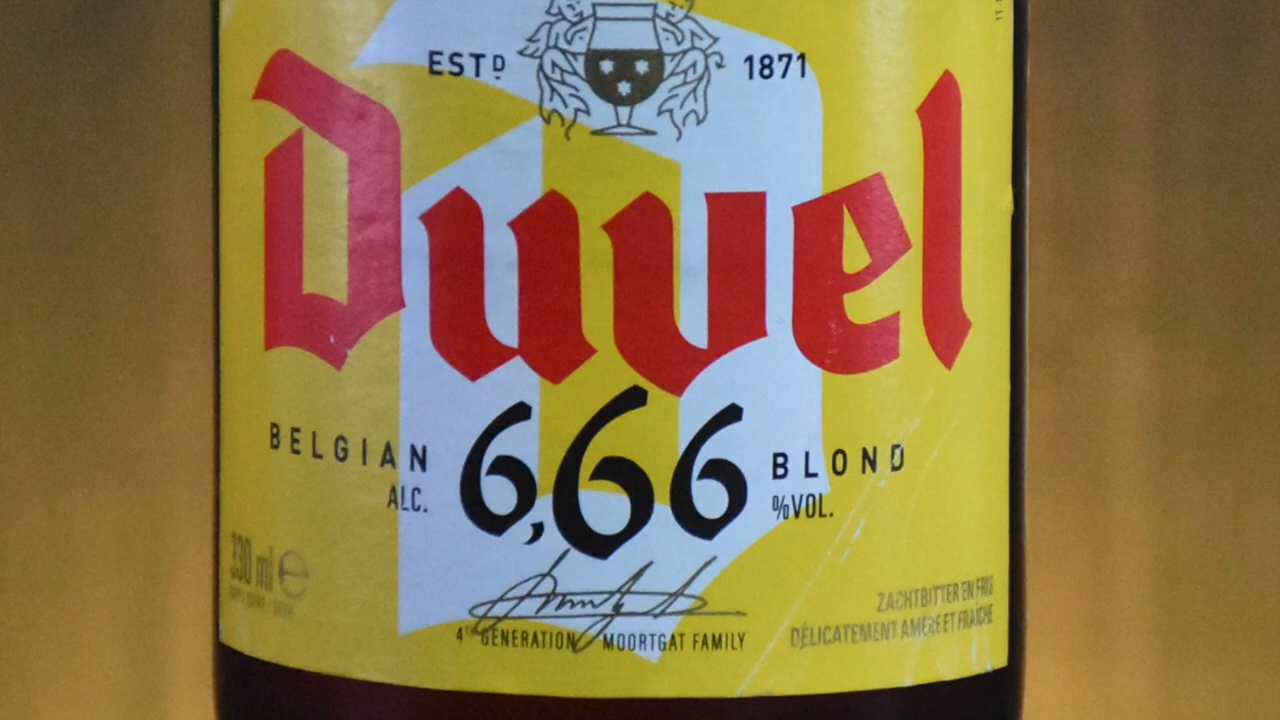 ESTD 1871
Duvel
BELGIAN 6,66 BLOND
ALC. %VOL.
330 ml e
ZACHTBITTER EN FRIS
DÉLICATEMENT AMÈRE ET FRAÎCHE
4TH GENERATION MOORTGAT FAMILY